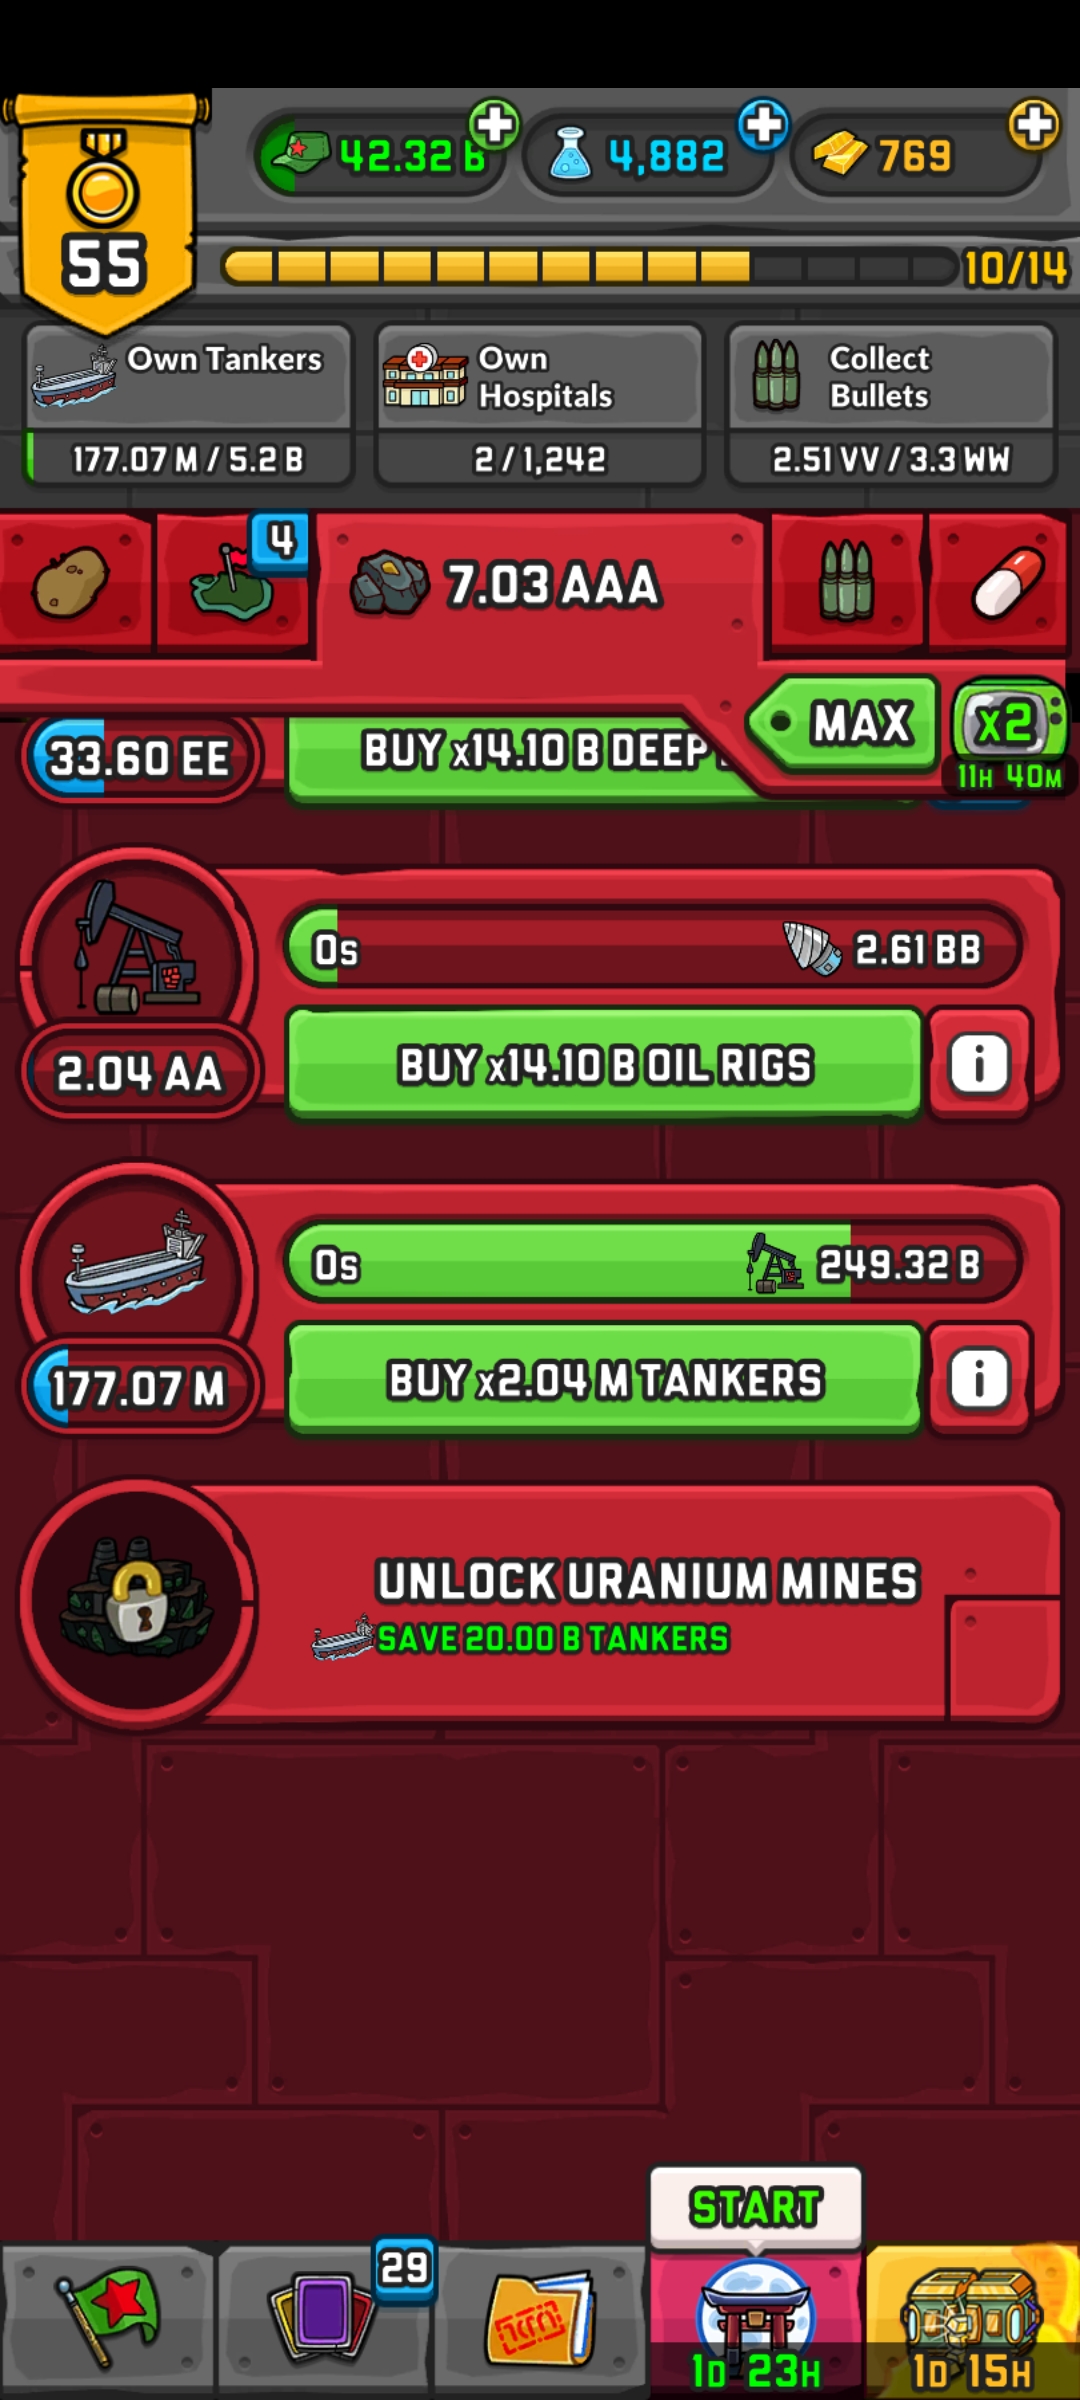 55
42.32 B
4,882
769
10/14
Own Tankers
177.07 M / 5.2 B
Own
Hospitals
2 / 1,242
Collect
Bullets
2.51 VV / 3.3 WW
4
7.03 AAA
MAX
x2
11H 40M
33.60 EE
BUY x14.10 B DEEP
0s
2.61 BB
2.04 AA
BUY x14.10 B OIL RIGS
i
0s
249.32 B
177.07 M
BUY x2.04 M TANKERS
i
UNLOCK URANIUM MINES
SAVE 20.00 B TANKERS
START
29
1D 23H
1D 15H